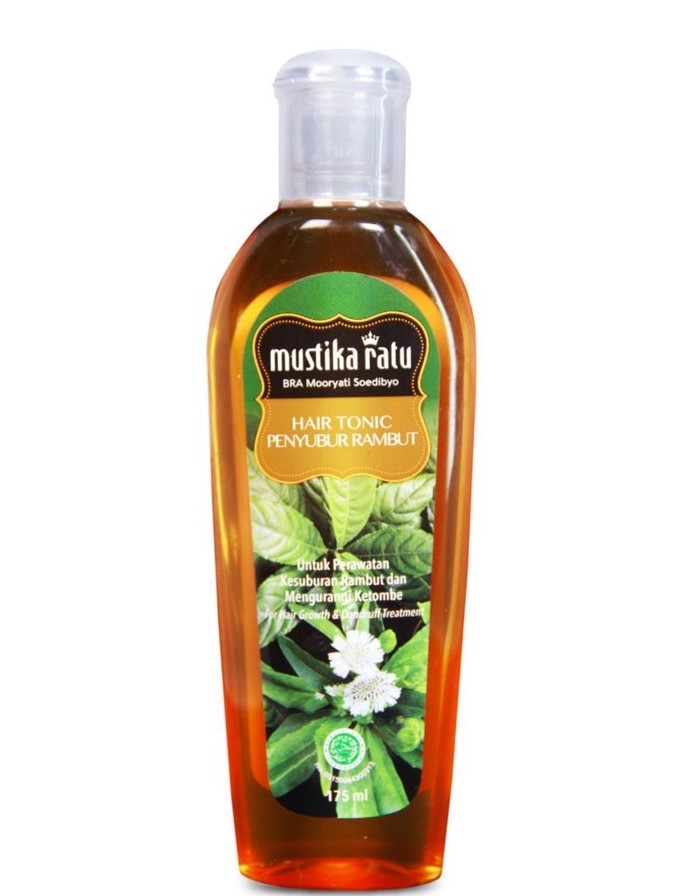 mustika ratu
BRA Mooryati Soedibyo
HAIR TONIC
PENYUBUR RAMBUT
Untuk Perawatan
Kesuburan Rambut dan
Mengurangi Ketombe
For Hair Growth & Dandruff Treatment
175 ml